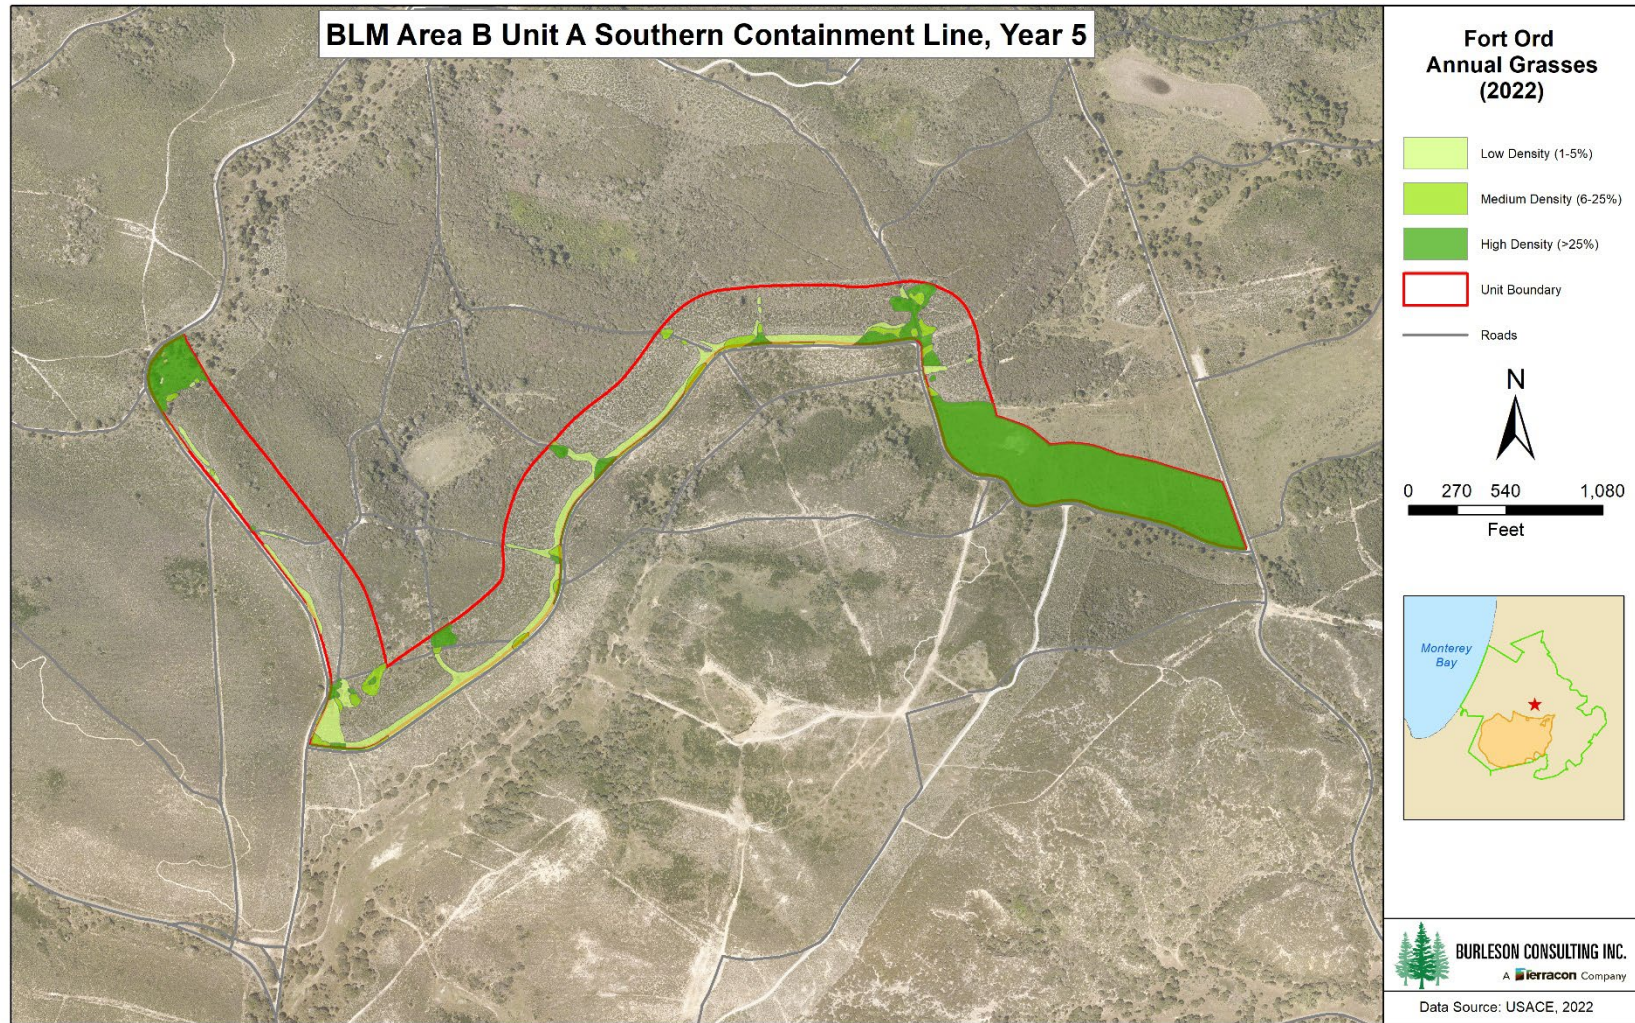 BLM Area B Unit A Southern Containment Line, Year 5
Fort Ord
Annual Grasses
(2022)
Low Density (1-5%)
Medium Density (6-25%)
High Density (>25%)
Unit Boundary
Roads
N
0 270 540 1,080
Feet
Monterey
Bay
BURLESON CONSULTING INC.
A Terracon Company
Data Source: USACE, 2022